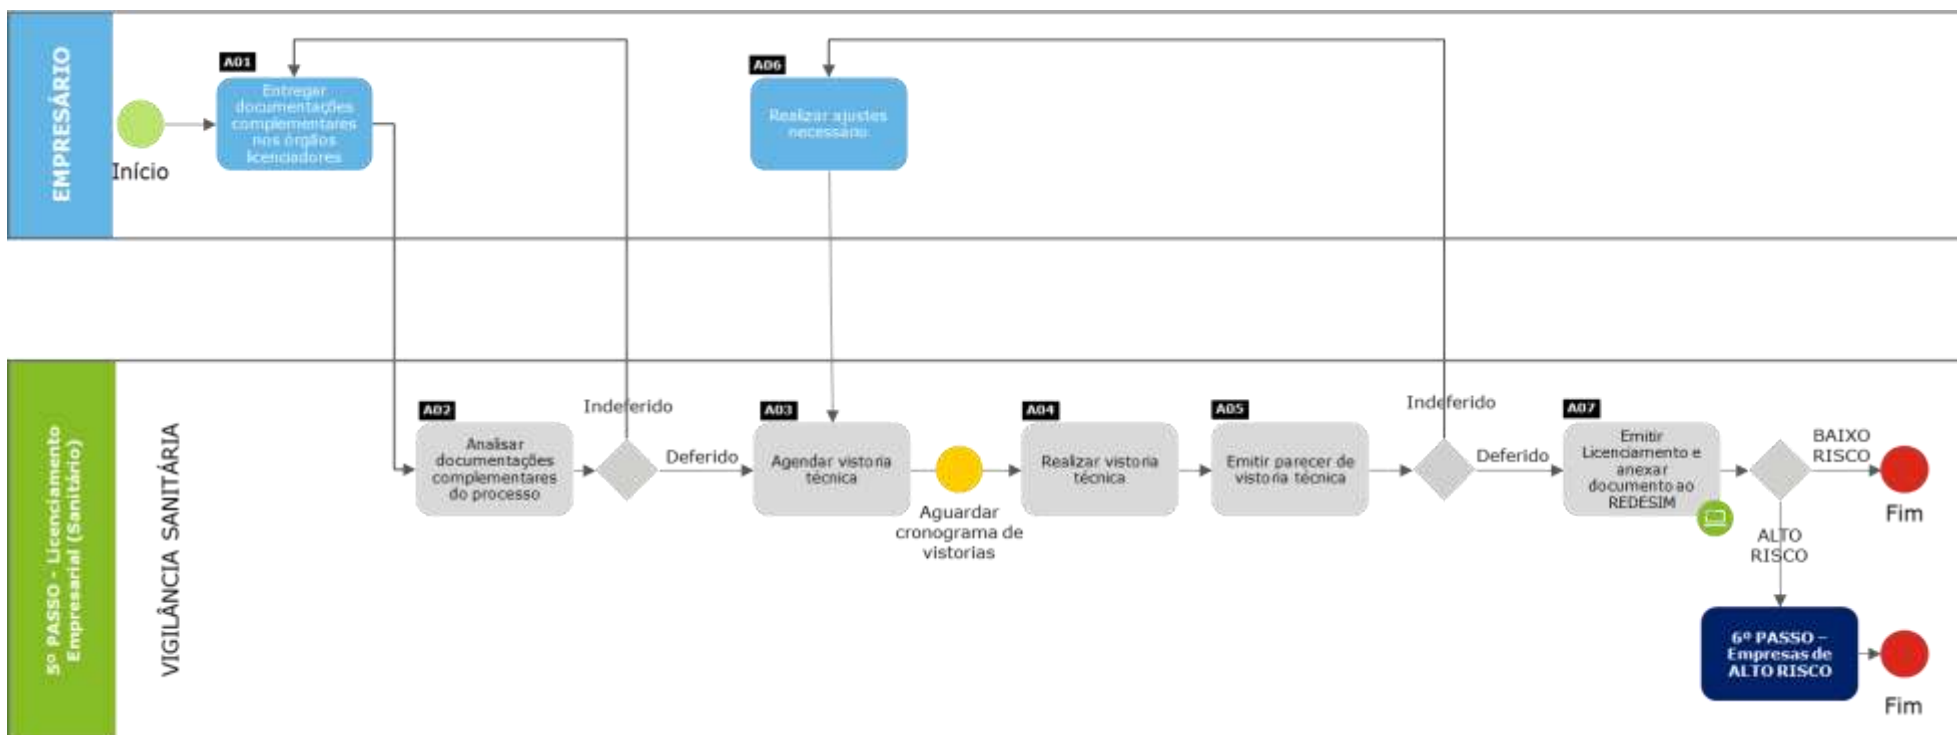 EMPRESÁRIO
Início
A01
Entregar
documentações
complementares
nos órgãos
licenciadores
A06
Realizar ajustes
necessário
5º PASSO - Licenciamento
Empresarial (Sanitário)
VIGILÂNCIA SANITÁRIA
A02
Analisar
documentações
complementares
do processo
Indeferido
Deferido
A03
Agendar vistoria
técnica
Aguardar
cronograma de
vistorias
A04
Realizar vistoria
técnica
A05
Emitir parecer de
vistoria técnica
Indeferido
Deferido
A07
Emitir
Licenciamento e
anexar
documento ao
REDESIM
BAIXO
RISCO
Fim
ALTO
RISCO
6º PASSO –
Empresas de
ALTO RISCO
Fim